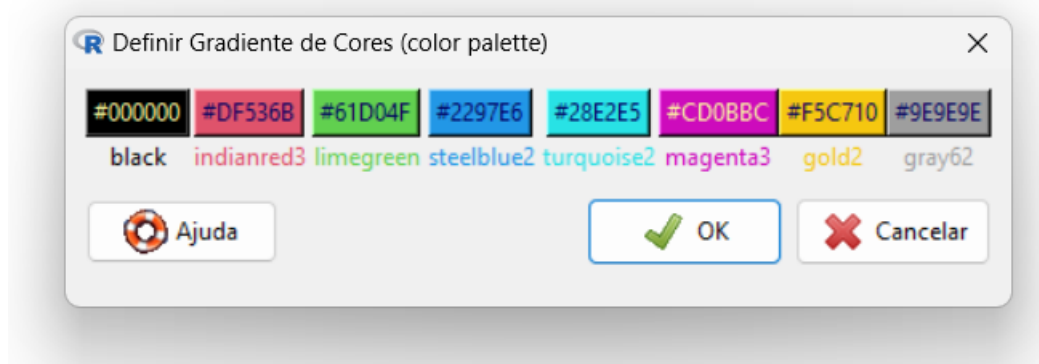 Definir Gradiente de Cores (color palette)
#000000 #DF536B #61D04F #2297E6 #28E2E5 #CD0BBC #F5C710 #9E9E9E
black indianred3 limegreen steelblue2 turquoise2 magenta3 gold2 gray62
Ajuda OK Cancelar